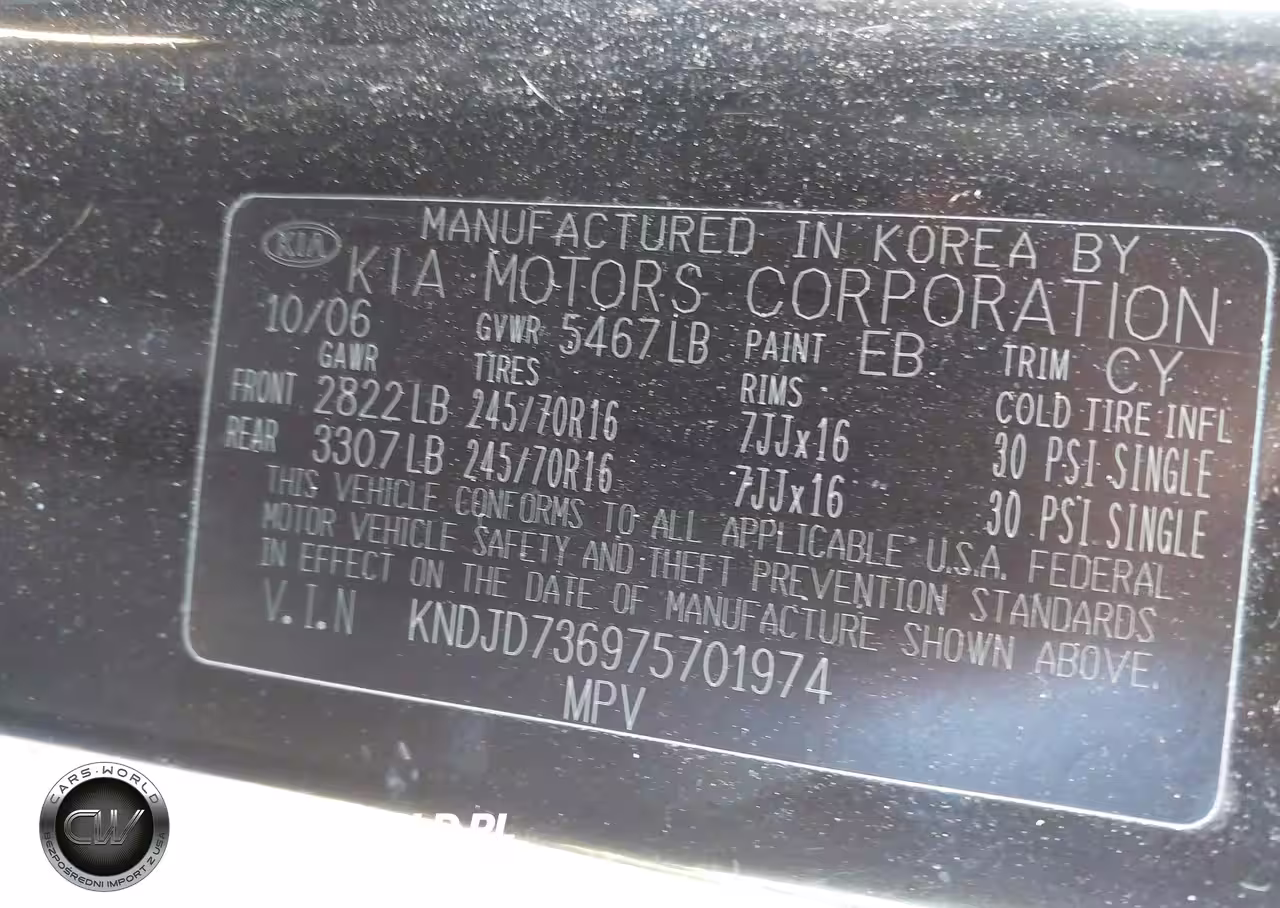 KIA
MANUFACTURED IN KOREA BY
KIA MOTORS CORPORATION
10/06 GVWR 5467LB PAINT EB TRIM CY
GAWR TIRES RIMS COLD TIRE INFL
FRONT 2822LB 245/70R16 7JJx16 30 PSI SINGLE
REAR 3307LB 245/70R16 7JJx16 30 PSI SINGLE
THIS VEHICLE CONFORMS TO ALL APPLICABLE U.S.A. FEDERAL
MOTOR VEHICLE SAFETY AND THEFT PREVENTION STANDARDS
IN EFFECT ON THE DATE OF MANUFACTURE SHOWN ABOVE.
V.I.N KNDJD736975701974
MPV
CARS-WORLD
CW
BEZPOŚREDNI IMPORT Z USA